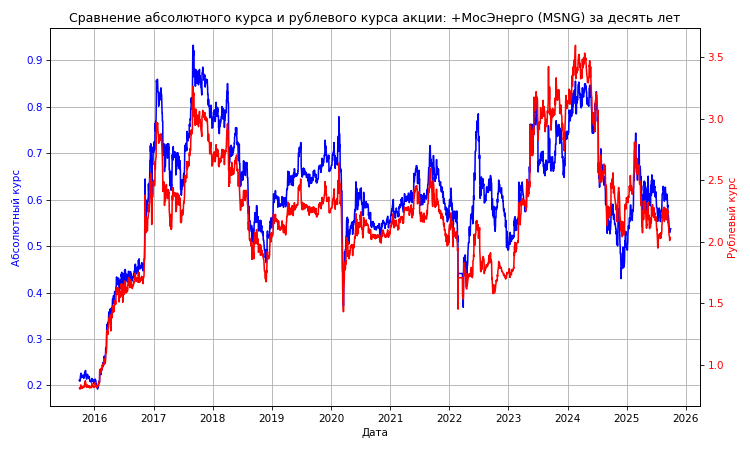 Сравнение абсолютного курса и рублевого курса акции: +МосЭнерго (MSNG) за десять лет
Абсолютный курс
0.9
0.8
0.7
0.6
0.5
0.4
0.3
0.2
3.5
3.0
2.5
2.0
1.5
1.0
Рублевый курс
2016 2017 2018 2019 2020 2021 2022 2023 2024 2025 2026
Дата